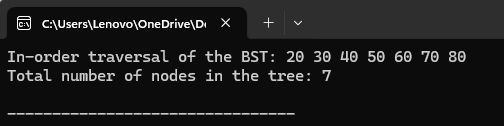 C:\Users\Lenovo\OneDrive\De
In-order traversal of the BST: 20 30 40 50 60 70 80
Total number of nodes in the tree: 7
--------------------------------